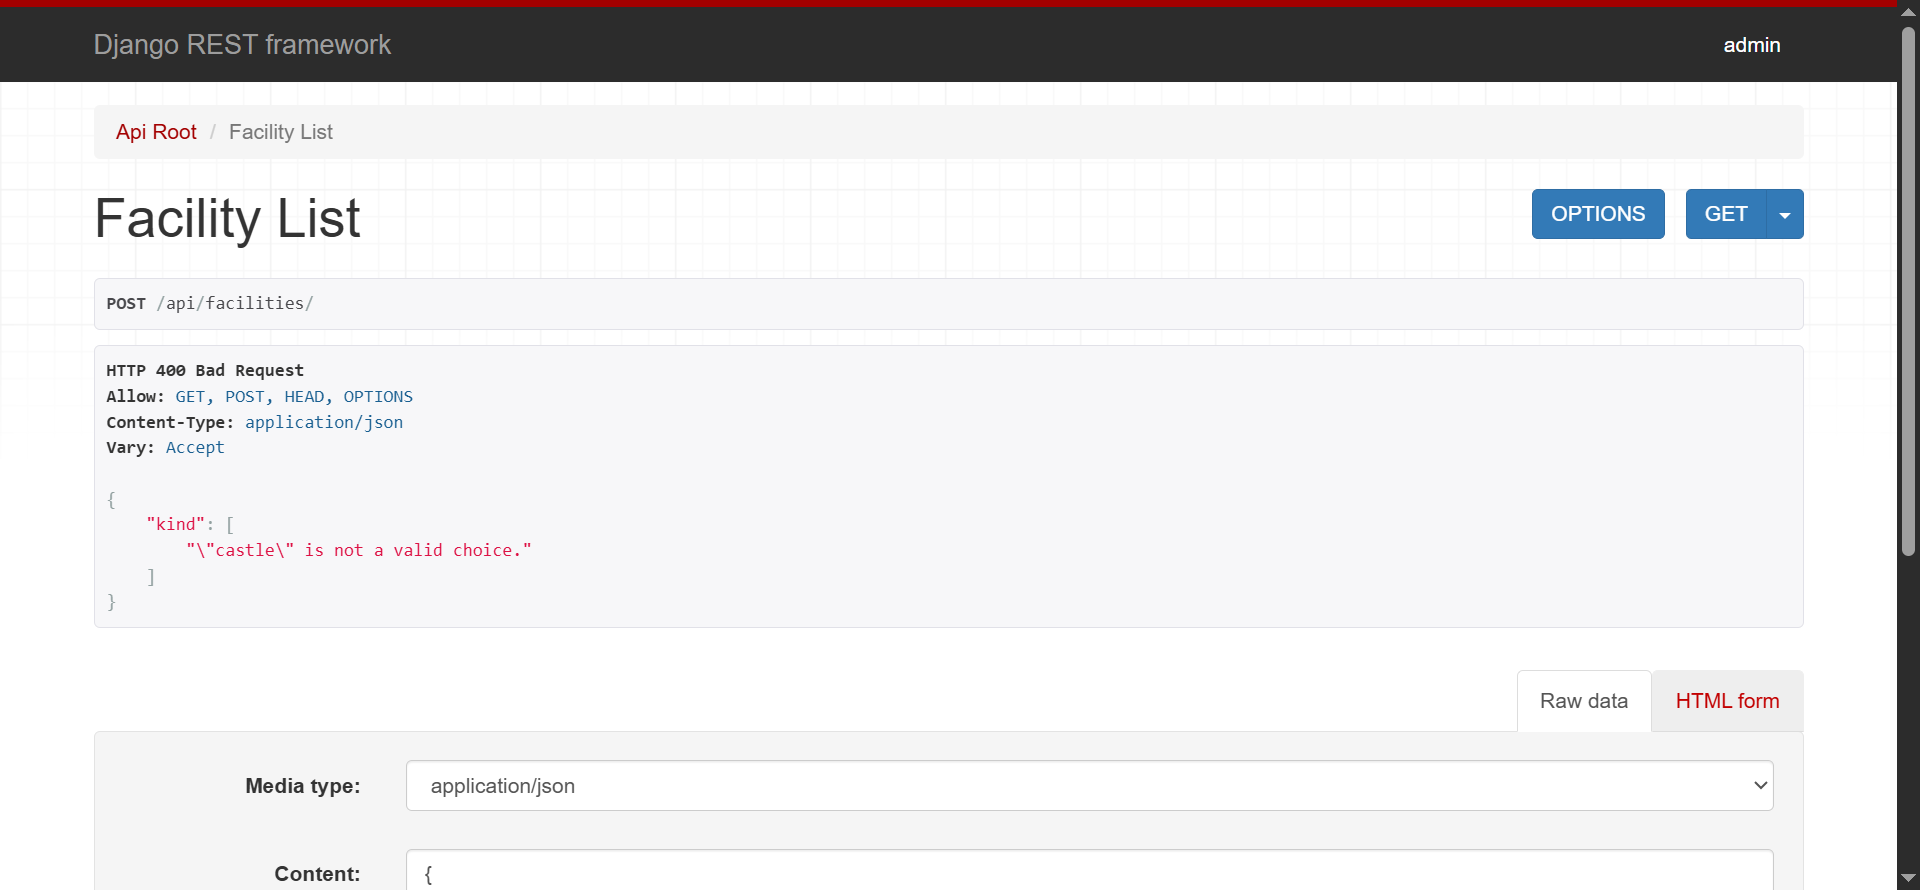 Django REST framework
admin
Api Root / Facility List
Facility List
OPTIONS
GET
POST /api/facilities/
HTTP 400 Bad Request
Allow: GET, POST, HEAD, OPTIONS
Content-Type: application/json
Vary: Accept
{
    "kind": [
        "\"castle\" is not a valid choice."
    ]
}
Raw data
HTML form
Media type:
application/json
Content:
{